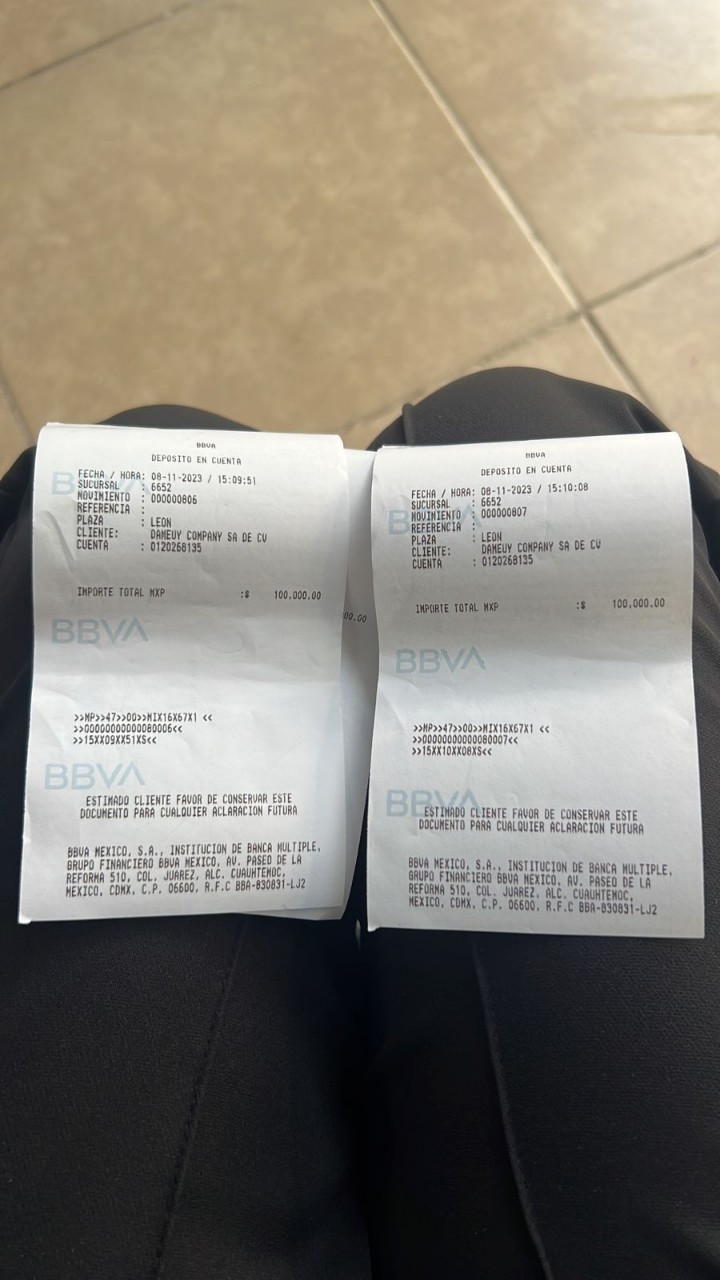 BBVA
DEPOSITO EN CUENTA
FECHA / HORA: 08-11-2023 / 15:09:51
SUCURSAL : 6652
MOVIMIENTO : 000000806
REFERENCIA :
PLAZA : LEON
CLIENTE: DAMEUY COMPANY SA DE CV
CUENTA : 0120268135
IMPORTE TOTAL MXP :$ 100,000.00
BBVA
>>MP>>47>>00>>MIX16X67X1 <<
>>0000000000000080006<<
>>15XX09XX51XS<<
BBVA
ESTIMADO CLIENTE FAVOR DE CONSERVAR ESTE
DOCUMENTO PARA CUALQUIER ACLARACION FUTURA
BBVA MEXICO, S.A., INSTITUCION DE BANCA MULTIPLE,
GRUPO FINANCIERO BBVA MEXICO, AV. PASEO DE LA
REFORMA 510, COL. JUAREZ, ALC. CUAUHTEMOC,
MEXICO, CDMX, C.P. 06600, R.F.C BBA-830831-LJ2
00.00
BBVA
DEPOSITO EN CUENTA
FECHA / HORA: 08-11-2023 / 15:10:08
SUCURSAL : 6652
MOVIMIENTO : 000000807
REFERENCIA :
PLAZA : LEON
CLIENTE: DAMEUY COMPANY SA DE CV
CUENTA : 0120268135
IMPORTE TOTAL MXP :$ 100,000.00
BBVA
>>MP>>47>>00>>MIX16X67X1 <<
>>0000000000000080007<<
>>15XX10XX08XS<<
BBVA
ESTIMADO CLIENTE FAVOR DE CONSERVAR ESTE
DOCUMENTO PARA CUALQUIER ACLARACION FUTURA
BBVA MEXICO, S.A., INSTITUCION DE BANCA MULTIPLE,
GRUPO FINANCIERO BBVA MEXICO, AV. PASEO DE LA
REFORMA 510, COL. JUAREZ, ALC. CUAUHTEMOC,
MEXICO, CDMX, C.P. 06600, R.F.C BBA-830831-LJ2